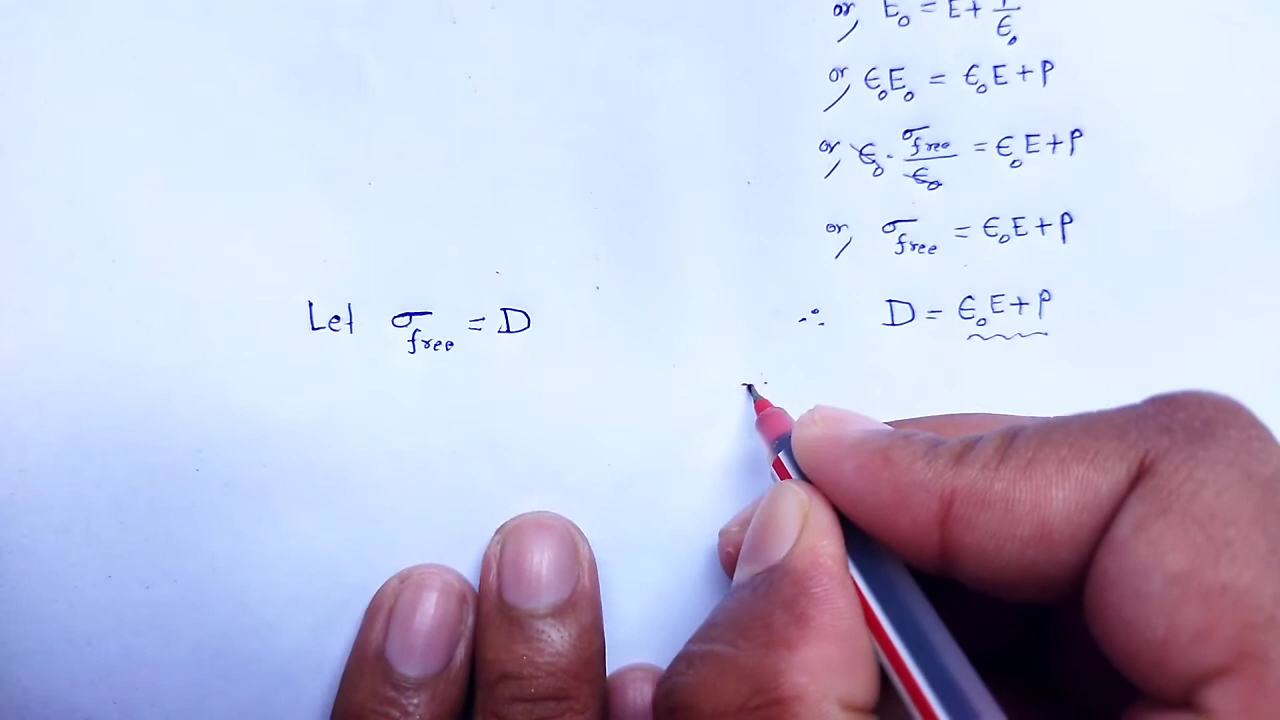 or, E₀ = E + P/ϵ₀
or, ϵ₀E₀ = ϵ₀E + P
or, ϵ₀ · σfree/ϵ₀ = ϵ₀E + P
or, σfree = ϵ₀E + P
Let σfree = D
∴ D = ϵ₀E + P